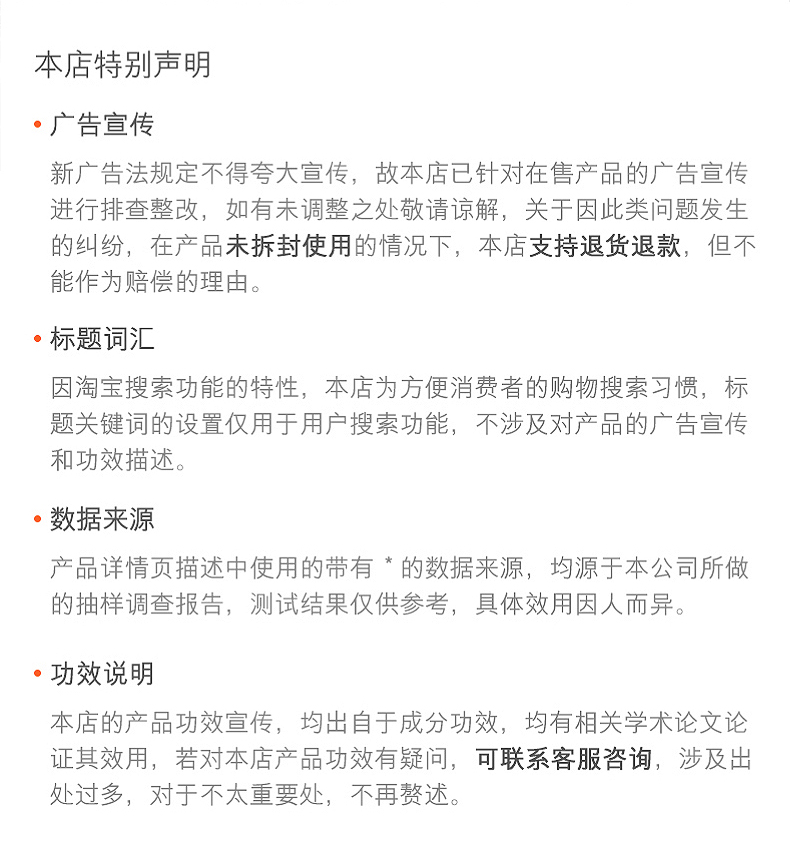 本店特别声明
• 广告宣传
新广告法规定不得夸大宣传，故本店已针对在售产品的广告宣传
进行排查整改，如有未调整之处敬请谅解，关于因此类问题发生
的纠纷，在产品未拆封使用的情况下，本店支持退货退款，但不
能作为赔偿的理由。
• 标题词汇
因淘宝搜索功能的特性，本店为方便消费者的购物搜索习惯，标
题关键词的设置仅用于用户搜索功能，不涉及对产品的广告宣传
和功效描述。
• 数据来源
产品详情页描述中使用的带有 * 的数据来源，均源于本公司所做
的抽样调查报告，测试结果仅供参考，具体效用因人而异。
• 功效说明
本店的产品功效宣传，均出自于成分功效，均有相关学术论文论
证其效用，若对本店产品功效有疑问，可联系客服咨询，涉及出
处过多，对于不太重要处，不再赘述。